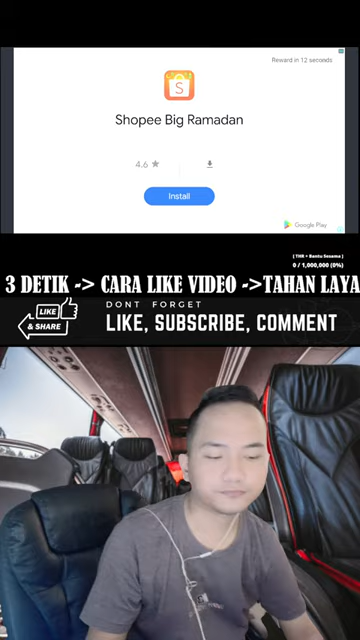 Reward in 12 seconds
S
Shopee Big Ramadan
4.6
Install
Google Play
[ THR + Bantu Sesama ]
0 / 1,000,000 (0%)
3 DETIK -> CARA LIKE VIDEO ->TAHAN LAYA
LIKE
& SHARE
DONT FORGET
LIKE, SUBSCRIBE, COMMENT